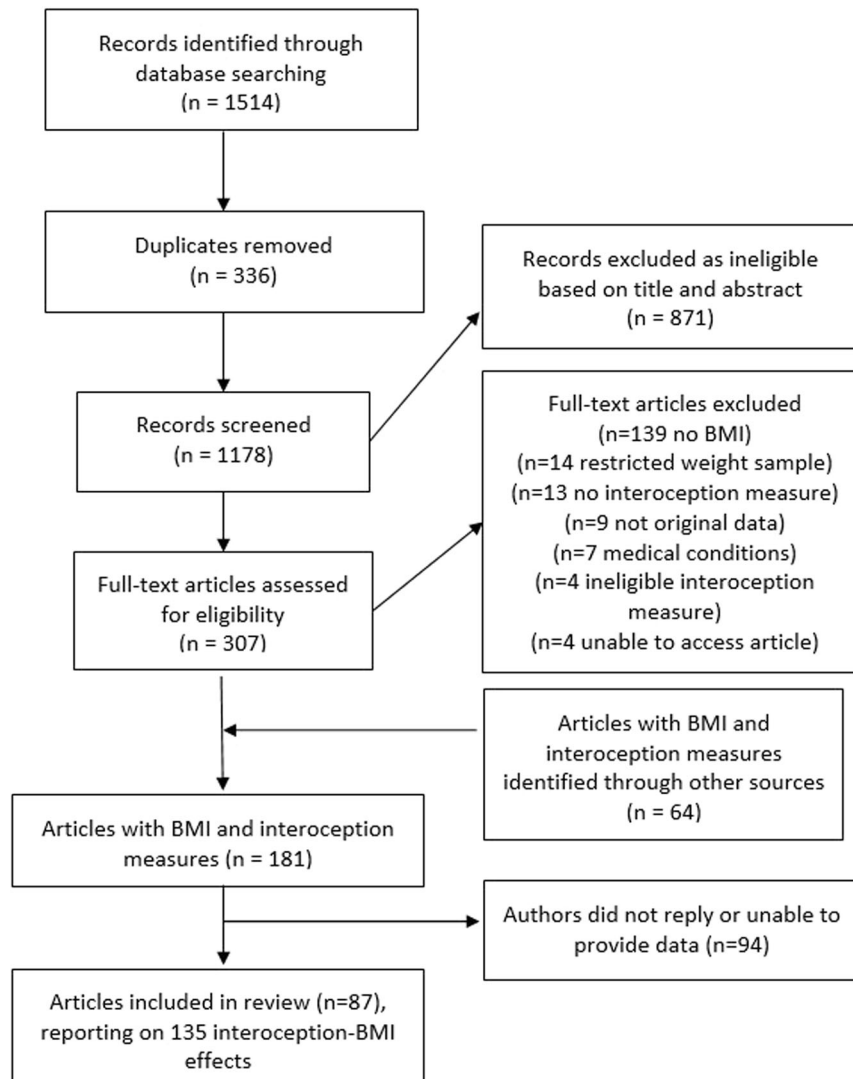 Records identified through
database searching
(n = 1514)
Duplicates removed
(n = 336)
Records excluded as ineligible
based on title and abstract
(n = 871)
Records screened
(n = 1178)
Full-text articles excluded
(n=139 no BMI)
(n=14 restricted weight sample)
(n=13 no interoception measure)
(n=9 not original data)
(n=7 medical conditions)
(n=4 ineligible interoception
measure)
(n=4 unable to access article)
Full-text articles assessed
for eligibility
(n = 307)
Articles with BMI and
interoception measures
identified through other sources
(n = 64)
Articles with BMI and interoception
measures (n = 181)
Authors did not reply or unable to
provide data (n=94)
Articles included in review (n=87),
reporting on 135 interoception-BMI
effects